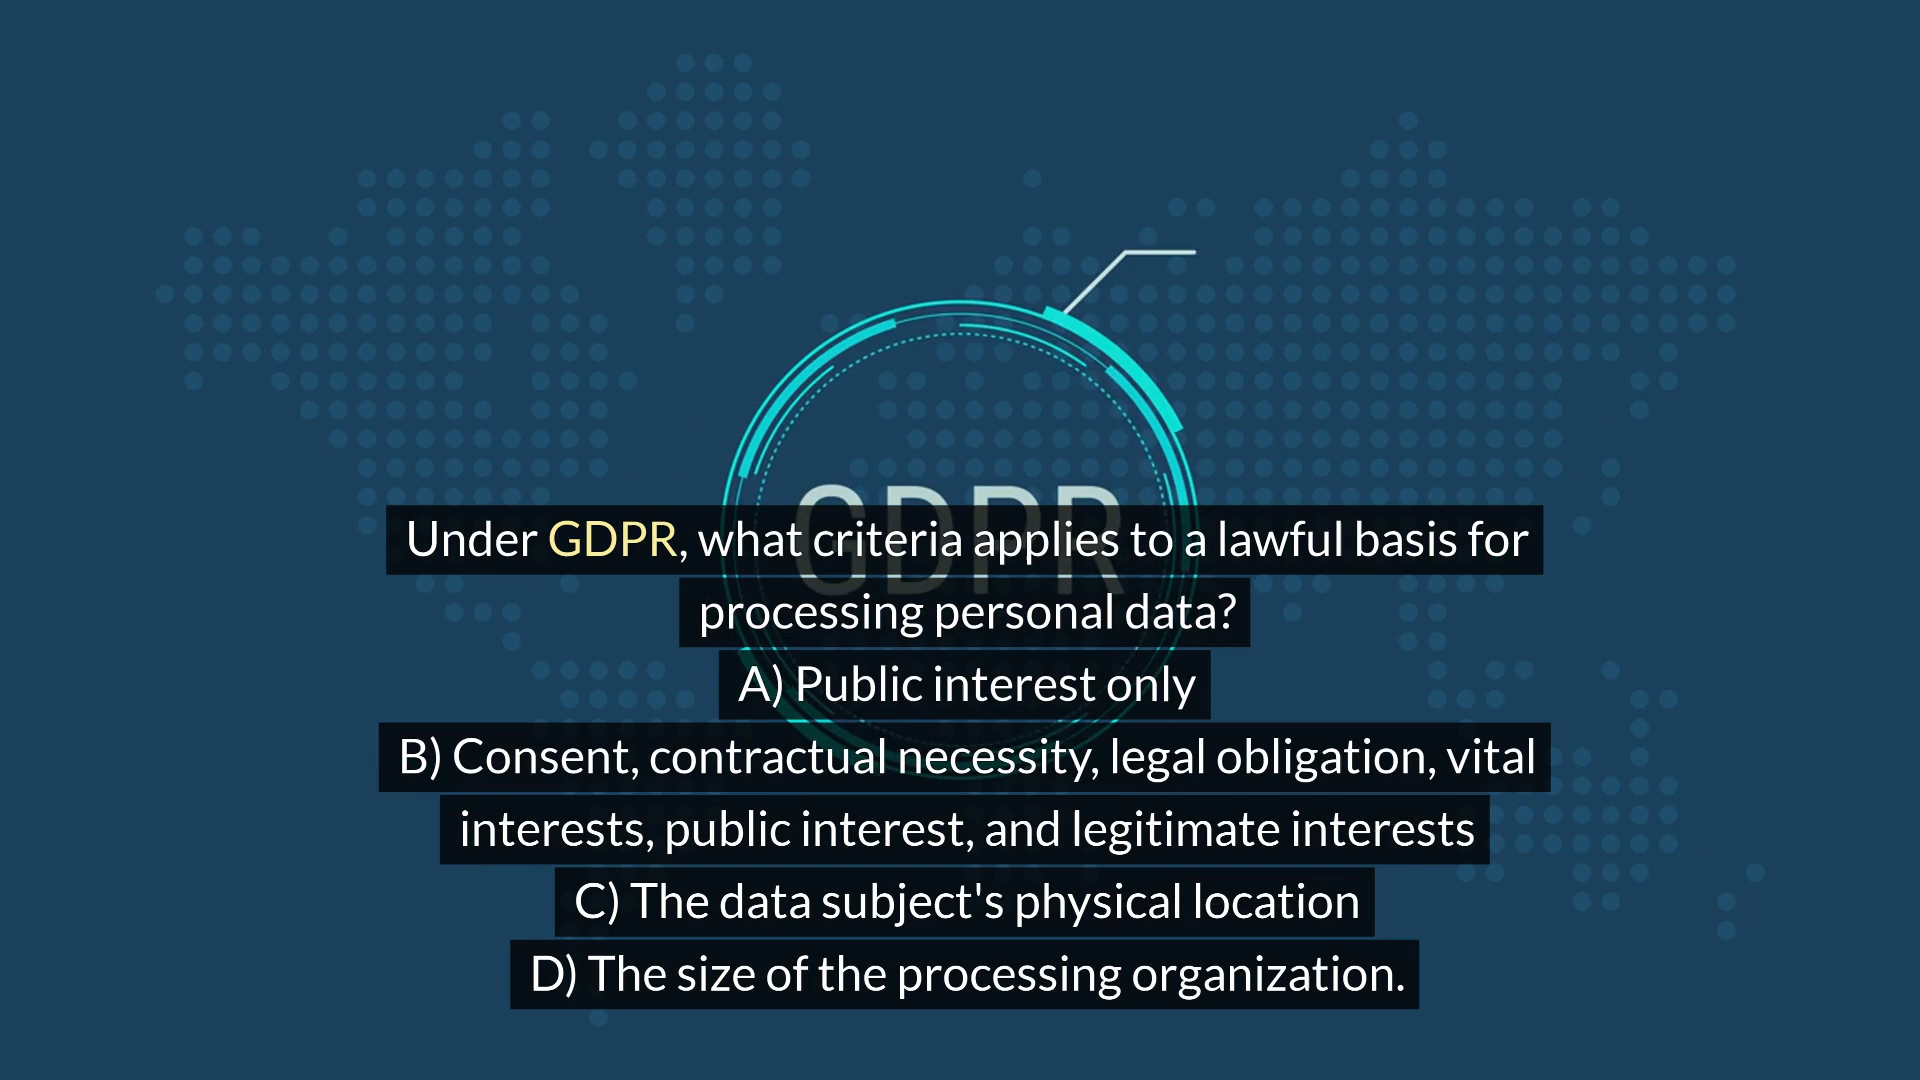 GDPR
Under GDPR, what criteria applies to a lawful basis for
processing personal data?
A) Public interest only
B) Consent, contractual necessity, legal obligation, vital
interests, public interest, and legitimate interests
C) The data subject's physical location
D) The size of the processing organization.